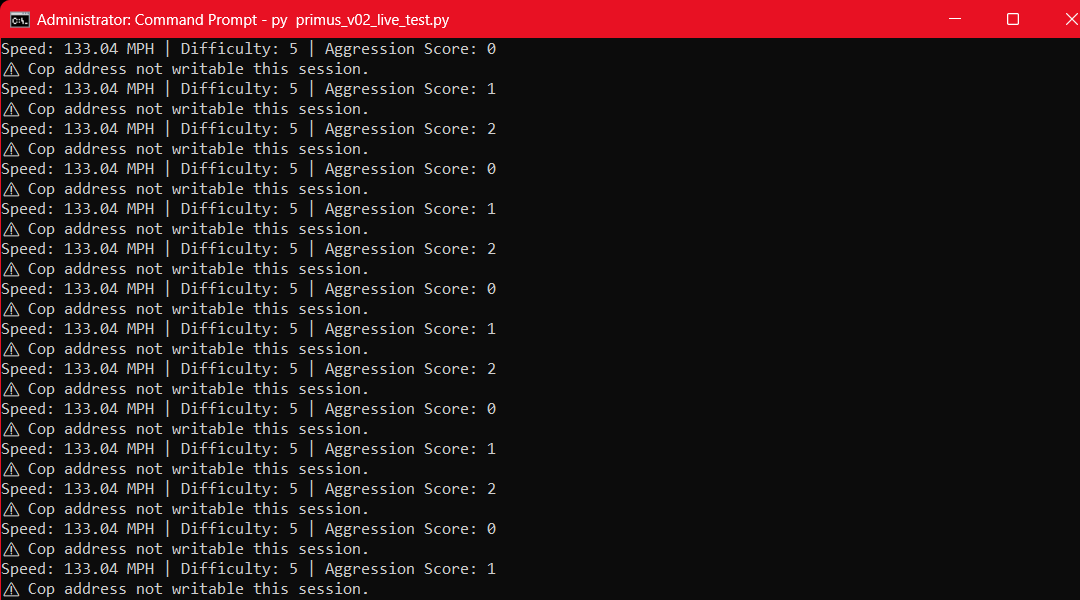 Administrator: Command Prompt - py primus_v02_live_test.py
Speed: 133.04 MPH | Difficulty: 5 | Aggression Score: 0
⚠ Cop address not writable this session.
Speed: 133.04 MPH | Difficulty: 5 | Aggression Score: 1
⚠ Cop address not writable this session.
Speed: 133.04 MPH | Difficulty: 5 | Aggression Score: 2
⚠ Cop address not writable this session.
Speed: 133.04 MPH | Difficulty: 5 | Aggression Score: 0
⚠ Cop address not writable this session.
Speed: 133.04 MPH | Difficulty: 5 | Aggression Score: 1
⚠ Cop address not writable this session.
Speed: 133.04 MPH | Difficulty: 5 | Aggression Score: 2
⚠ Cop address not writable this session.
Speed: 133.04 MPH | Difficulty: 5 | Aggression Score: 0
⚠ Cop address not writable this session.
Speed: 133.04 MPH | Difficulty: 5 | Aggression Score: 1
⚠ Cop address not writable this session.
Speed: 133.04 MPH | Difficulty: 5 | Aggression Score: 2
⚠ Cop address not writable this session.
Speed: 133.04 MPH | Difficulty: 5 | Aggression Score: 0
⚠ Cop address not writable this session.
Speed: 133.04 MPH | Difficulty: 5 | Aggression Score: 1
⚠ Cop address not writable this session.
Speed: 133.04 MPH | Difficulty: 5 | Aggression Score: 2
⚠ Cop address not writable this session.
Speed: 133.04 MPH | Difficulty: 5 | Aggression Score: 0
⚠ Cop address not writable this session.
Speed: 133.04 MPH | Difficulty: 5 | Aggression Score: 1
⚠ Cop address not writable this session.